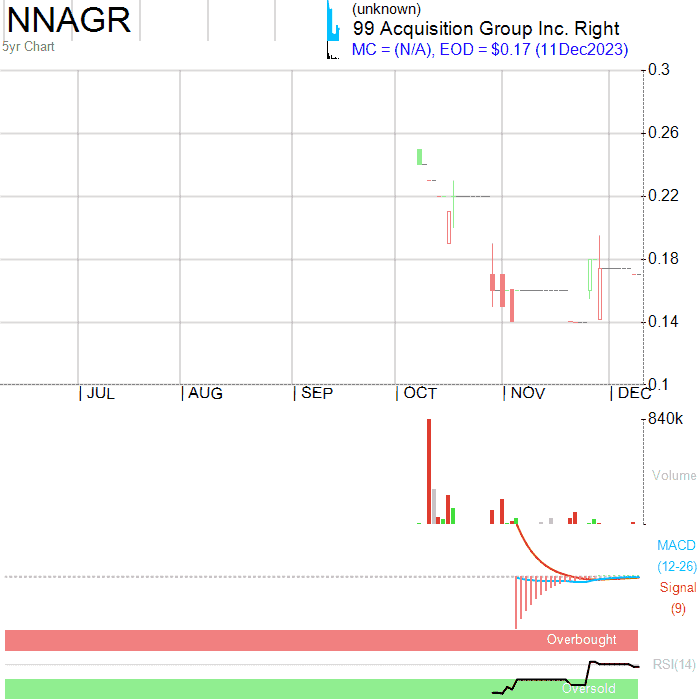 NNAGR
(unknown)
99 Acquisition Group Inc. Right
5yr Chart
MC = (N/A), EOD = $0.17 (11Dec2023)
0.3
0.26
0.22
0.18
0.14
0.1
| JUL | AUG | SEP | OCT | NOV | DEC
840k
Volume
MACD
(12-26)
Signal
(9)
Overbought
RSI(14)
Oversold